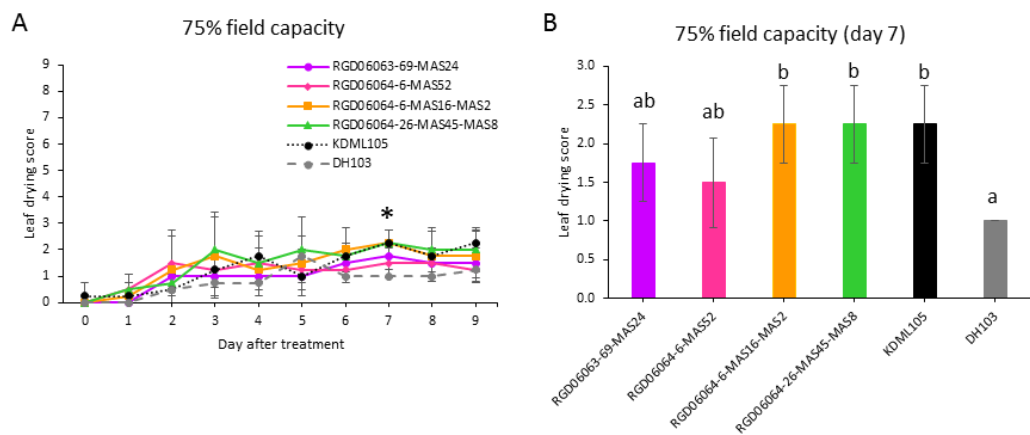 A
75% field capacity
Leaf drying score
9
8
7
6
5
4
3
2
1
0
RGD06063-69-MAS24
RGD06064-6-MAS52
RGD06064-6-MAS16-MAS2
RGD06064-26-MAS45-MAS8
KDML105
DH103
*
0 1 2 3 4 5 6 7 8 9
Day after treatment
B
75% field capacity (day 7)
Leaf drying score
3.0
2.5
2.0
1.5
1.0
0.5
0.0
ab ab b b b a
RGD06063-69-MAS24
RGD06064-6-MAS52
RGD06064-6-MAS16-MAS2
RGD06064-26-MAS45-MAS8
KDML105
DH103